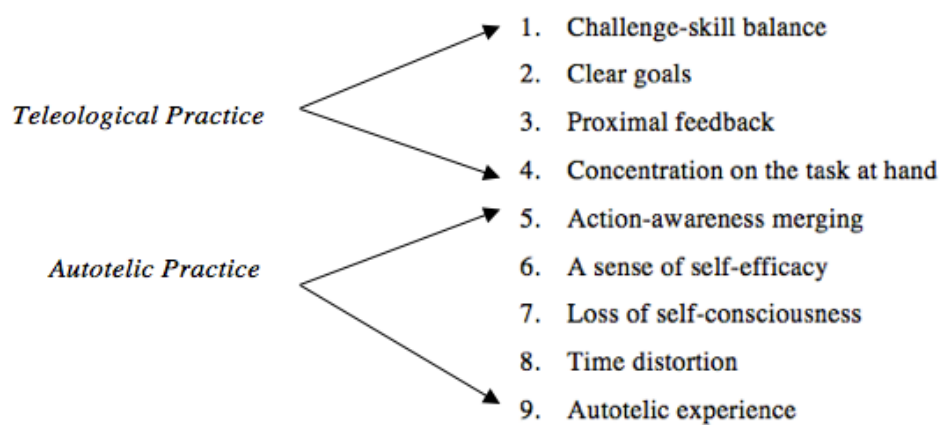 1. Challenge-skill balance
2. Clear goals
Teleological Practice
3. Proximal feedback
4. Concentration on the task at hand
5. Action-awareness merging
Autotelic Practice
6. A sense of self-efficacy
7. Loss of self-consciousness
8. Time distortion
9. Autotelic experience